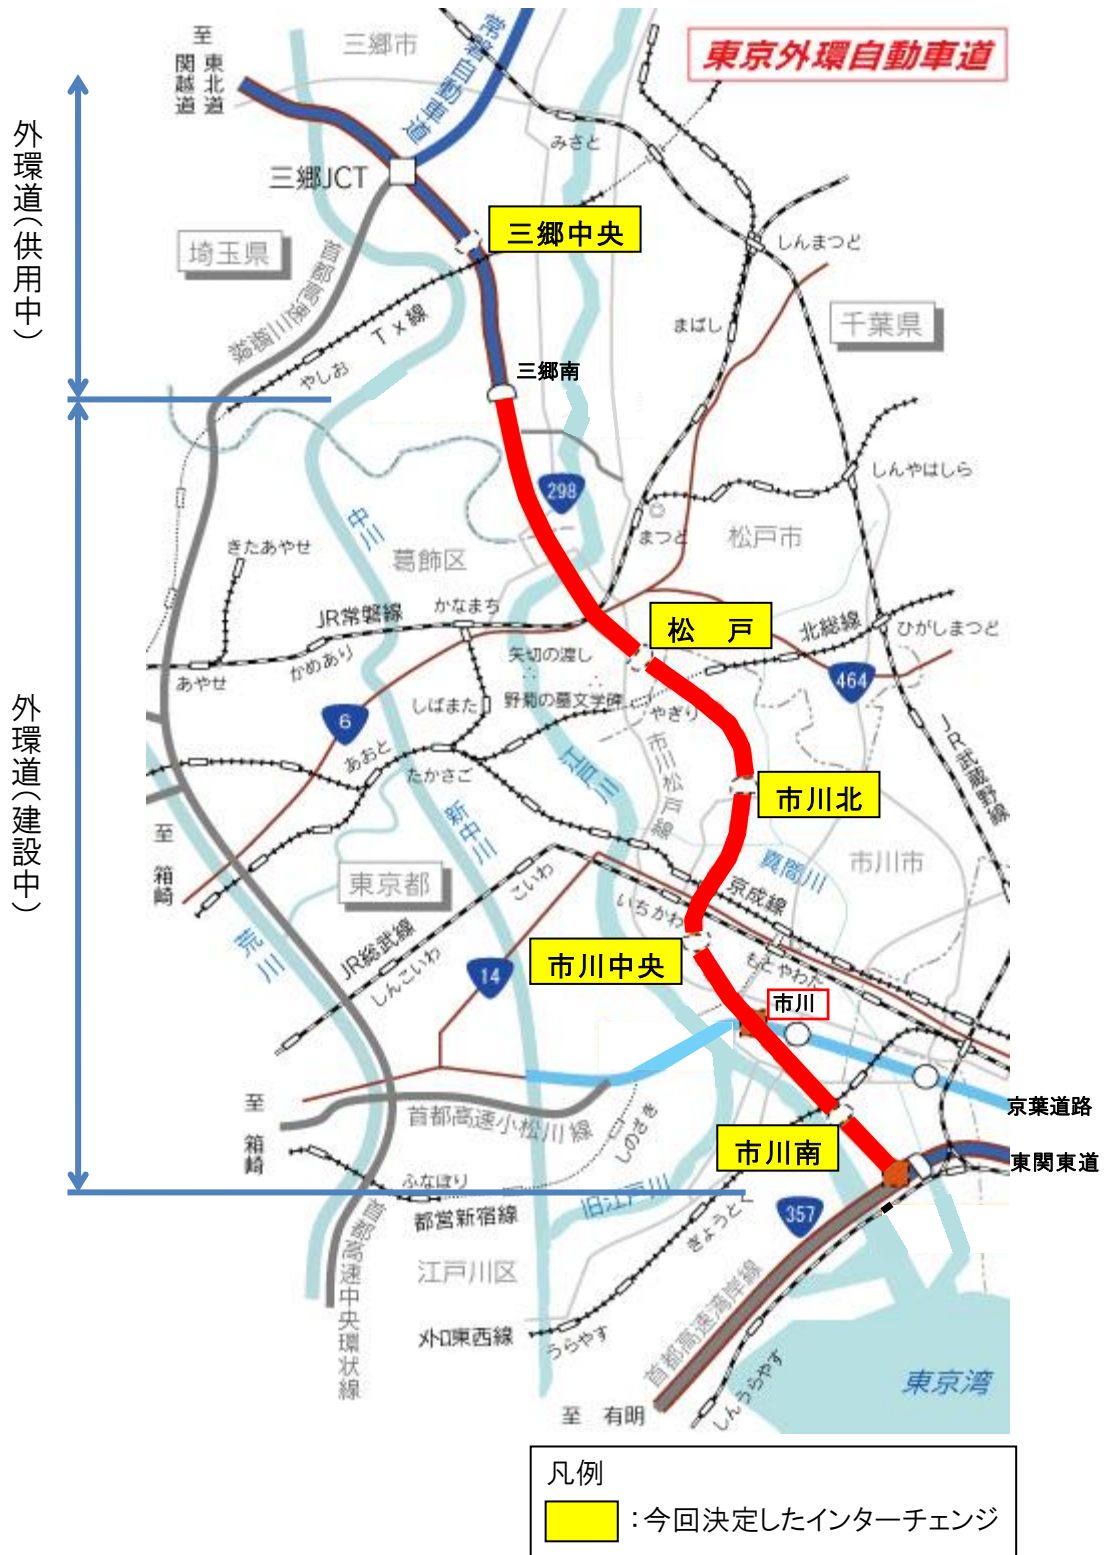 東京外環自動車道
至
東北道
関越道
三郷市
常磐自動車道
外環道(供用中)
三郷JCT
みさと
三郷中央
埼玉県
首都高速三郷線
しんまつど
千葉県
まばし
Tx線
やしお
三郷南
298
しんやはしら
中川
まつど
松戸市
葛飾区
きたあやせ
JR常磐線
かなまち
松 戸
北総線
ひがしまつど
あやせ
かめあり
矢切の渡し
464
しばまた
野菊の墓文学碑
やぎり
6
外環道(建設中)
あおと
たかさご
江戸川
市川松戸線
JR武蔵野線
市川北
至
箱崎
新中川
真間川
市川市
東京都
こいわ
京成線
いちかわ
荒川
JR総武線
しんこいわ
14
市川中央
もとやわた
市川
至
箱崎
首都高速小松川線
しのざき
京葉道路
市川南
東関東道
ふなぼり
都営新宿線
旧江戸川
ぎょうとく
357
首都高速中央環状線
江戸川区
メトロ東西線
うらやす
首都高速湾岸線
しんうらやす
東京湾
至 有明
凡例
:今回決定したインターチェンジ